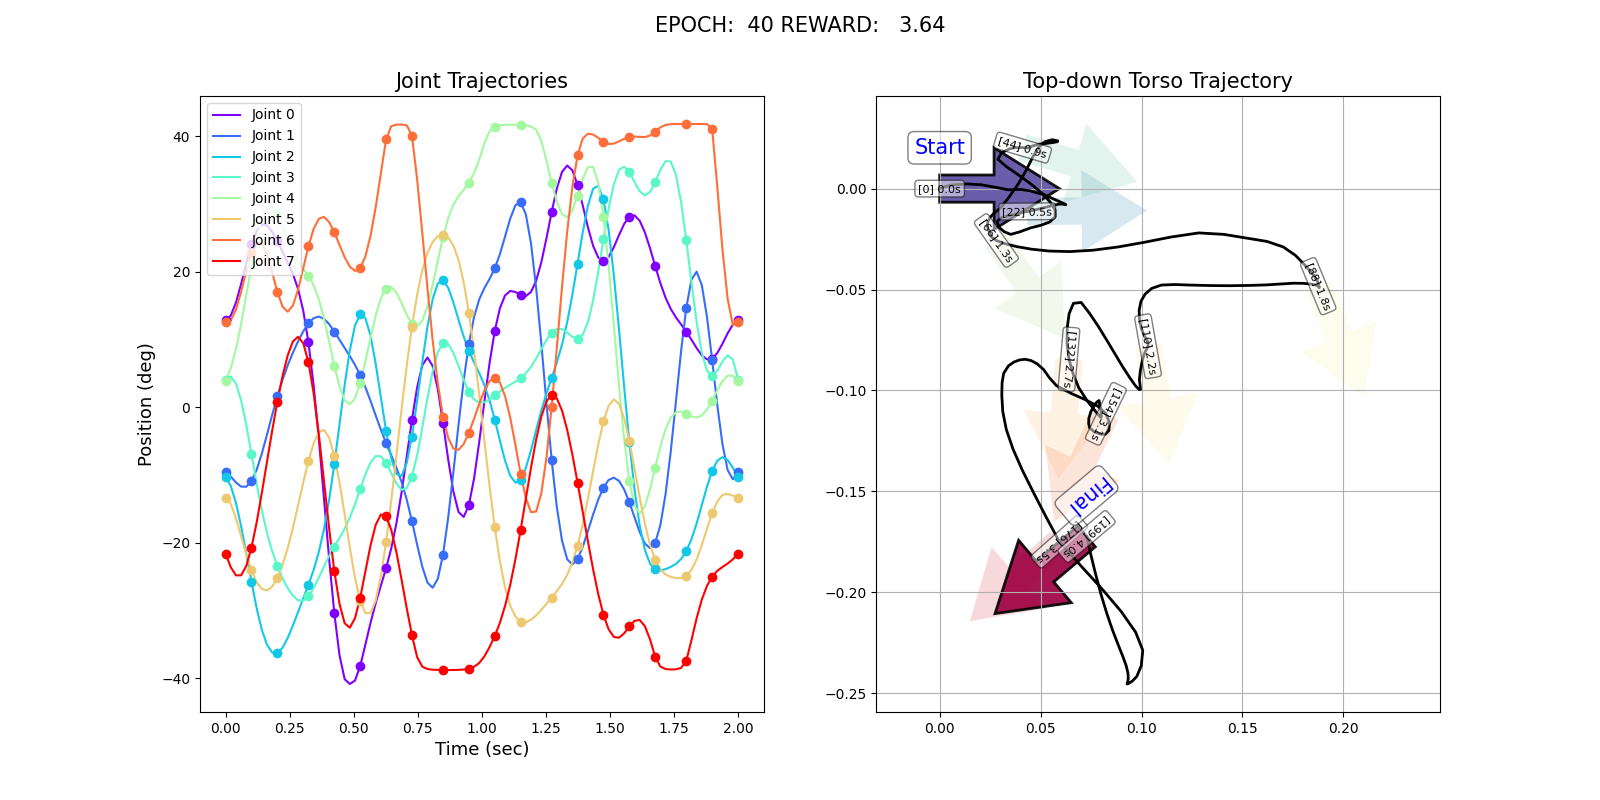 EPOCH:  40 REWARD:   3.64
Joint Trajectories
Joint 0
Joint 1
Joint 2
Joint 3
Joint 4
Joint 5
Joint 6
Joint 7
40
20
0
−20
−40
Position (deg)
0.00 0.25 0.50 0.75 1.00 1.25 1.50 1.75 2.00
Time (sec)
Top-down Torso Trajectory
Start
[0] 0.0s
[22] 0.5s
[44] 0.9s
[66] 1.3s
[88] 1.8s
[110] 2.2s
[132] 2.7s
[154] 3.1s
Final
[176] 3.5s
[199] 4.0s
0.00
−0.05
−0.10
−0.15
−0.20
−0.25
0.00 0.05 0.10 0.15 0.20